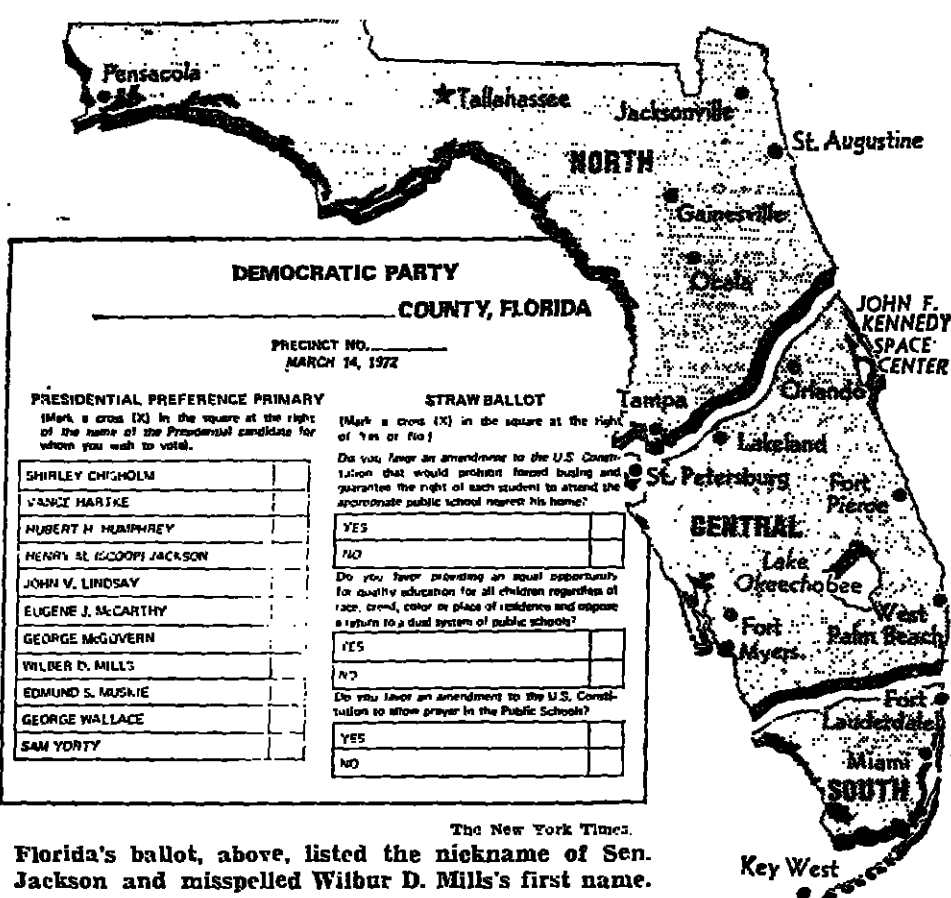 Pensacola
Tallahassee
Jacksonville
St. Augustine
NORTH
Gainesville
Ocala
JOHN F.
KENNEDY
SPACE
CENTER
Orlando
Tampa
Lakeland
St. Petersburg
Fort
Pierce
CENTRAL
Lake
Okeechobee
West
Palm Beach
Fort
Myers.
Fort
Lauderdale
Miami
SOUTH
Key West
DEMOCRATIC PARTY
COUNTY, FLORIDA
PRECINCT NO.
MARCH 14, 1972
PRESIDENTIAL PREFERENCE PRIMARY
(Mark a cross (X) in the square at the right
of the name of the Presidential candidate for
whom you wish to vote).
SHIRLEY CHISHOLM
VANCE HARTKE
HUBERT H. HUMPHREY
HENRY M. (SCOOP) JACKSON
JOHN V. LINDSAY
EUGENE J. McCARTHY
GEORGE McGOVERN
WILBER D. MILLS
EDMUND S. MUSKIE
GEORGE WALLACE
SAM YORTY
STRAW BALLOT
(Mark a cross (X) in the square at the right
of Yes or No)
Do you favor an amendment to the U.S. Consti-
tution that would prohibit forced busing and
guarantee the right of each student to attend the
appropriate public school nearest his home?
YES
NO
Do you favor providing an equal opportunity
for quality education for all children regardless of
race, creed, color or place of residence and oppose
a return to a dual system of public schools?
YES
NO
Do you favor an amendment to the U.S. Consti-
tution to allow prayer in the Public Schools?
YES
NO
The New York Times.
Florida's ballot, above, listed the nickname of Sen.
Jackson and misspelled Wilbur D. Mills's first name.